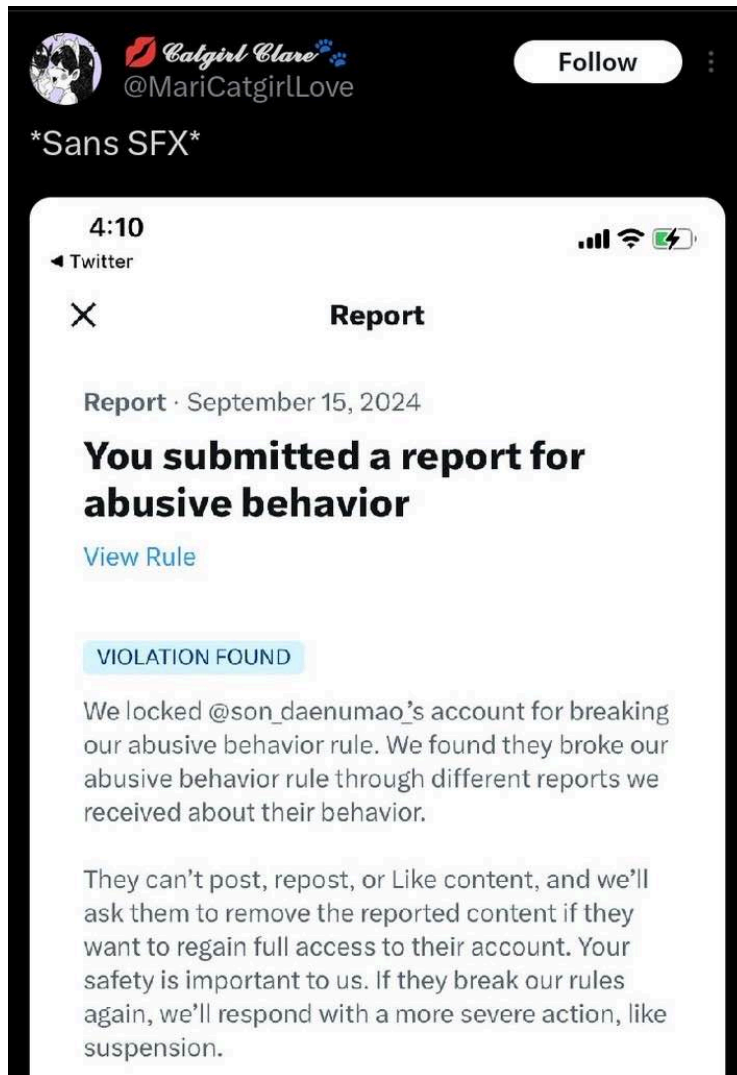 💋 𝓒𝓪𝓽𝓰𝓲𝓻𝓵 𝓒𝓵𝓪𝓻𝓮🐾
Follow
@MariCatgirlLove
*Sans SFX*
4:10
◀ Twitter
Report
Report · September 15, 2024
You submitted a report for
abusive behavior
View Rule
VIOLATION FOUND
We locked @son_daenumao_'s account for breaking
our abusive behavior rule. We found they broke our
abusive behavior rule through different reports we
received about their behavior.
They can't post, repost, or Like content, and we'll
ask them to remove the reported content if they
want to regain full access to their account. Your
safety is important to us. If they break our rules
again, we'll respond with a more severe action, like
suspension.